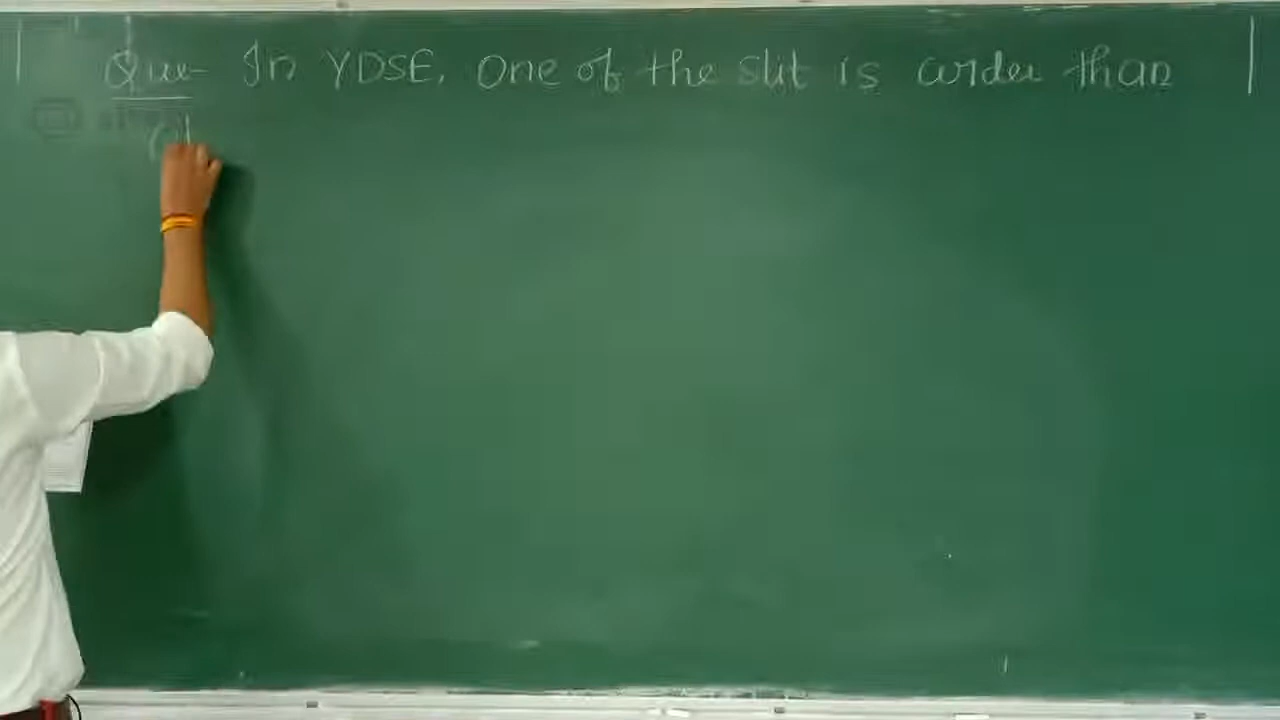 Que- In YDSE, One of the slit is wider than